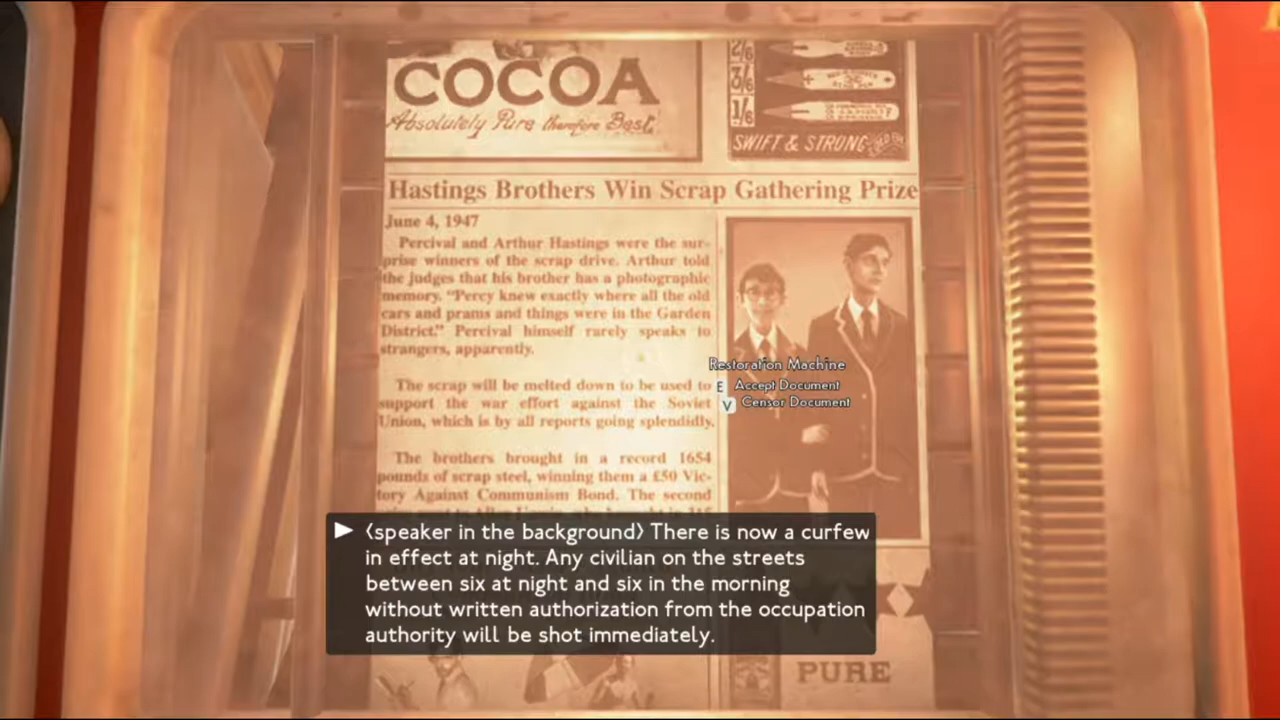 COCOA
Absolutely Pure therefore Best
2/6
3/6
1/6
SWIFT & STRONG
Hastings Brothers Win Scrap Gathering Prize
June 4, 1947
Percival and Arthur Hastings were the sur-
prise winners of the scrap drive. Arthur told
the judges that his brother has a photographic
memory. “Percy knew exactly where all the old
cars and prams and things were in the Garden
District.” Percival himself rarely speaks to
strangers, apparently.
The scrap will be melted down to be used to
support the war effort against the Soviet
Union, which is by all reports going splendidly.
The brothers brought in a record 1654
pounds of scrap steel, winning them a £50 Vic-
tory Against Communism Bond. The second
Restoration Machine
E Accept Document
V Censor Document
(speaker in the background) There is now a curfew
in effect at night. Any civilian on the streets
between six at night and six in the morning
without written authorization from the occupation
authority will be shot immediately.
PURE